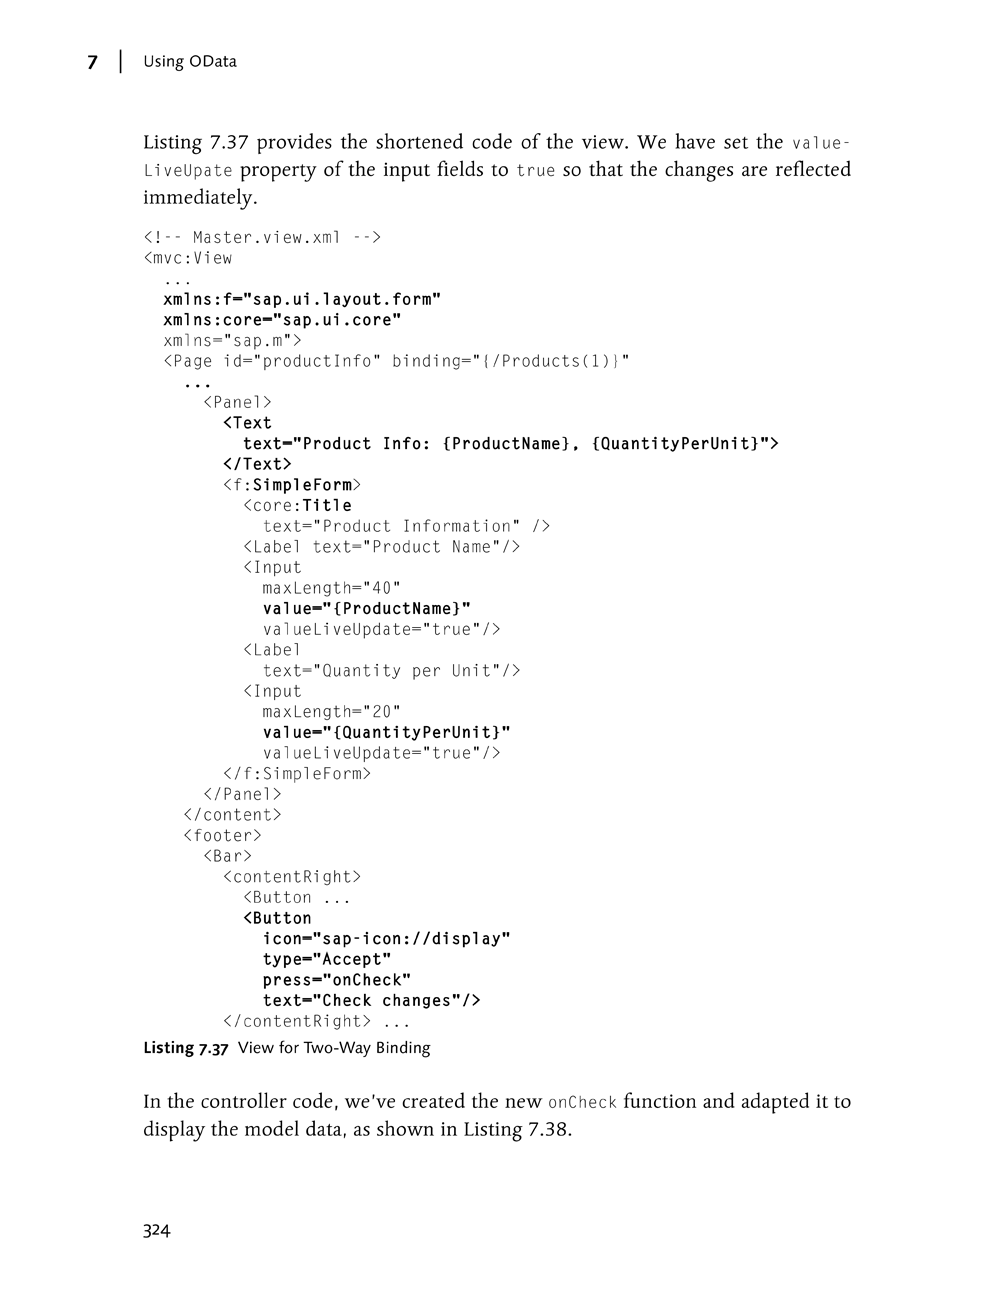 7 | Using OData
Listing 7.37 provides the shortened code of the view. We have set the value-
LiveUpate property of the input fields to true so that the changes are reflected
immediately.
<!-- Master.view.xml -->
<mvc:View
  ...
  xmlns:f="sap.ui.layout.form"
  xmlns:core="sap.ui.core"
  xmlns="sap.m">
  <Page id="productInfo" binding="{/Products(1)}"
    ...
      <Panel>
        <Text
          text="Product Info: {ProductName}, {QuantityPerUnit}">
        </Text>
        <f:SimpleForm>
          <core:Title
            text="Product Information" />
          <Label text="Product Name"/>
          <Input
            maxLength="40"
            value="{ProductName}"
            valueLiveUpdate="true"/>
          <Label
            text="Quantity per Unit"/>
          <Input
            maxLength="20"
            value="{QuantityPerUnit}"
            valueLiveUpdate="true"/>
        </f:SimpleForm>
      </Panel>
    </content>
    <footer>
      <Bar>
        <contentRight>
          <Button ...
          <Button
            icon="sap-icon://display"
            type="Accept"
            press="onCheck"
            text="Check changes"/>
        </contentRight> ...
Listing 7.37 View for Two-Way Binding
In the controller code, we've created the new onCheck function and adapted it to
display the model data, as shown in Listing 7.38.
324